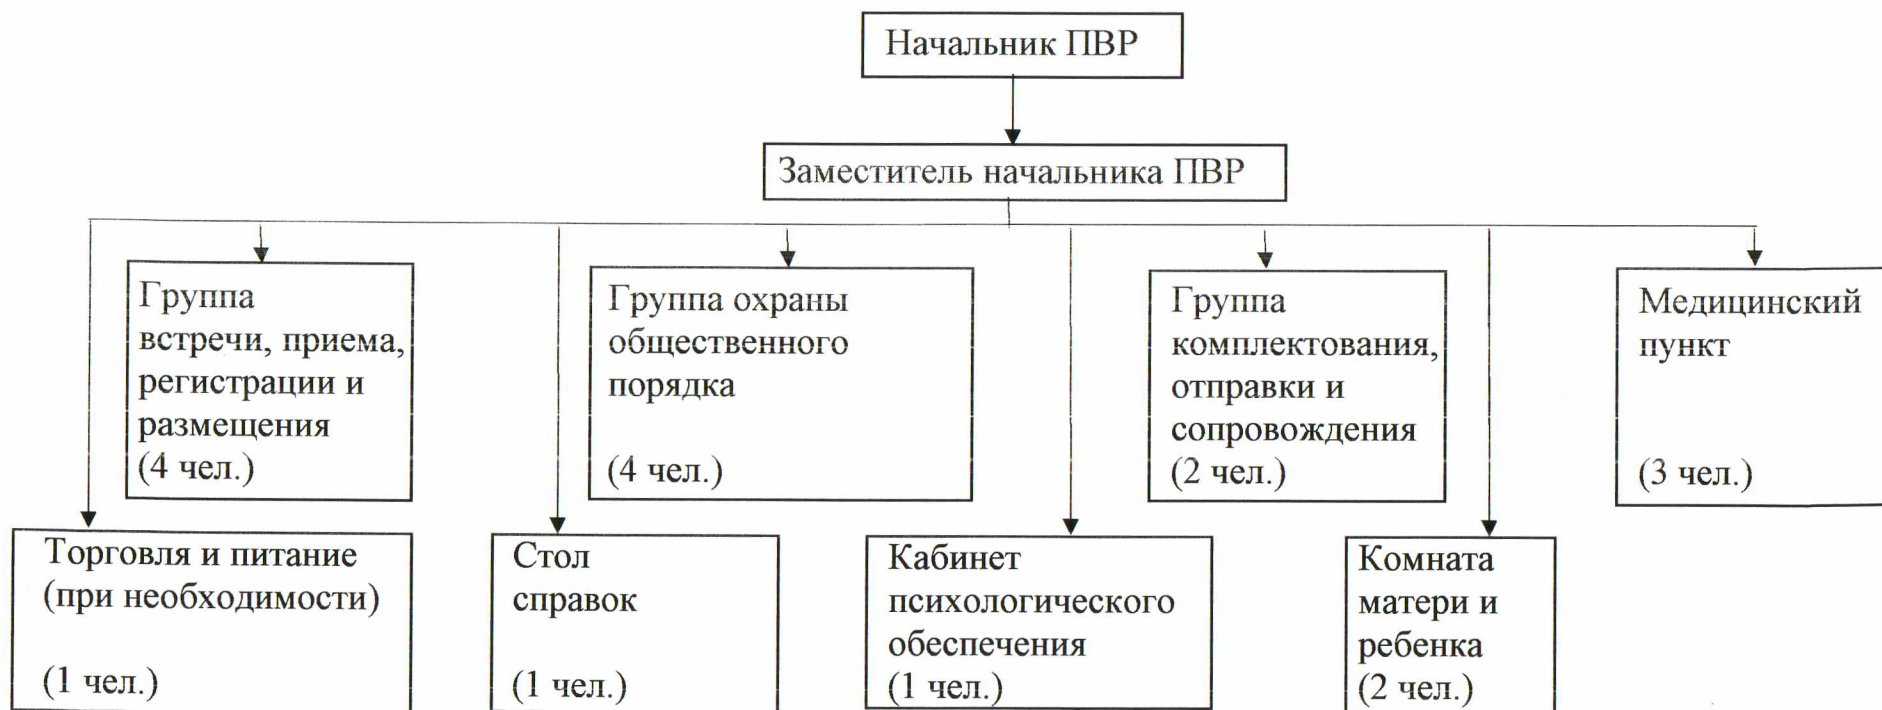 Начальник ПВР
Заместитель начальника ПВР
Группа
встречи, приема,
регистрации и
размещения
(4 чел.)
Группа охраны
общественного
порядка
(4 чел.)
Группа
комплектования,
отправки и
сопровождения
(2 чел.)
Медицинский
пункт
(3 чел.)
Торговля и питание
(при необходимости)
(1 чел.)
Стол
справок
(1 чел.)
Кабинет
психологического
обеспечения
(1 чел.)
Комната
матери и
ребенка
(2 чел.)